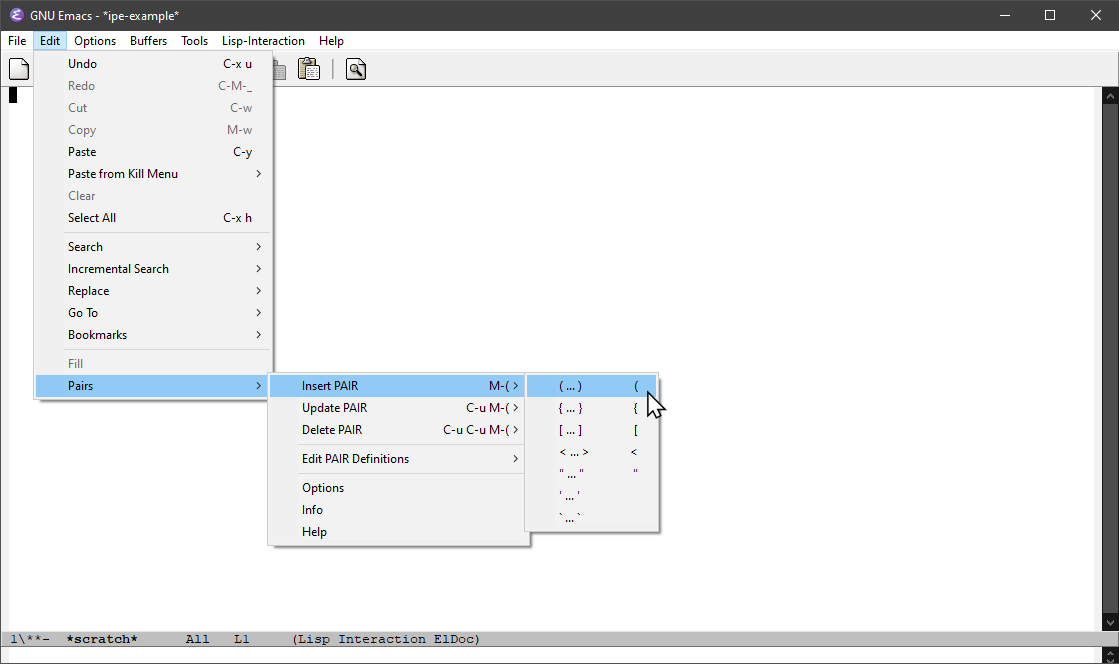 GNU Emacs - *ipe-example*
File Edit Options Buffers Tools Lisp-Interaction Help
Undo C-x u
Redo C-M-_
Cut C-w
Copy M-w
Paste C-y
Paste from Kill Menu >
Clear
Select All C-x h
Search >
Incremental Search >
Replace >
Go To >
Bookmarks >
Fill
Pairs >
Insert PAIR M-( >
Update PAIR C-u M-( >
Delete PAIR C-u C-u M-( >
Edit PAIR Definitions >
Options
Info
Help
( ... ) (
{ ... } {
[ ... ] [
< ... > <
" ... " "
' ... '
` ... `
1\**- *scratch* All L1 (Lisp Interaction ElDoc)